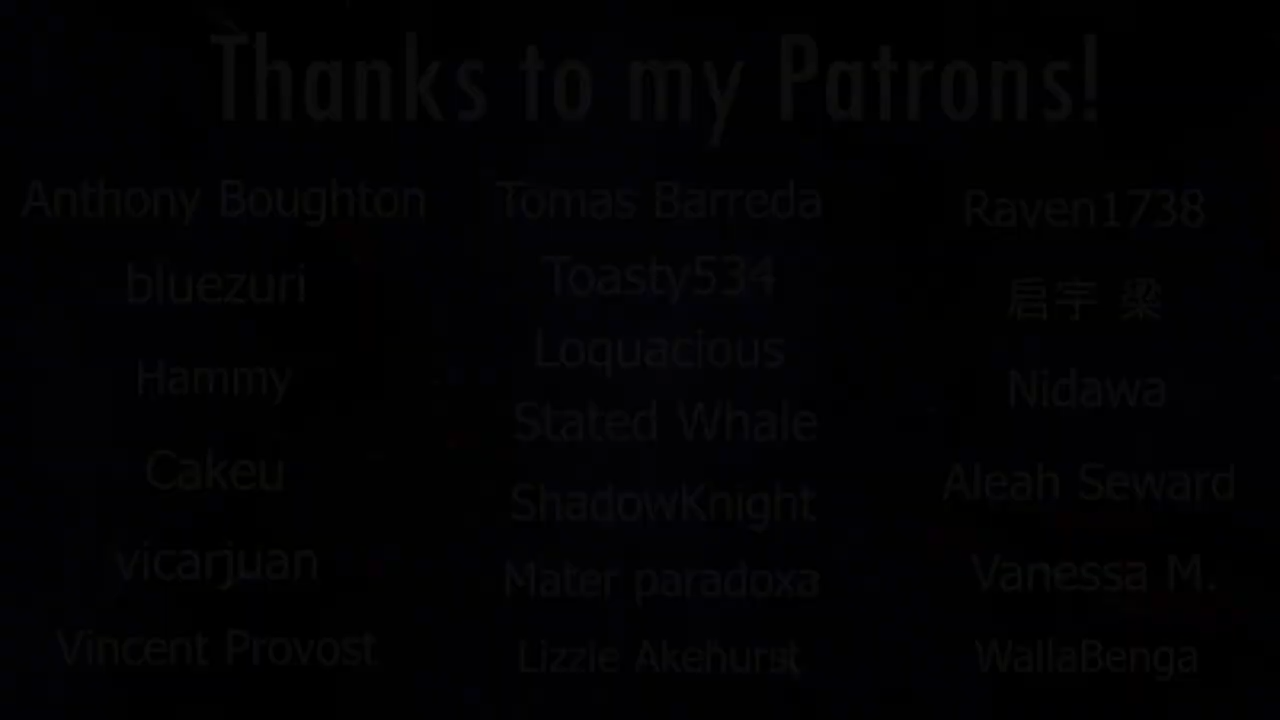 Thanks to my Patrons!
Anthony Boughton
bluezuri
Hammy
Cakeu
vicarjuan
Vincent Provost
Tomas Barreda
Toasty534
Loquacious
Stated Whale
ShadowKnight
Mater paradoxa
Lizzie Akehurst
Raven1738
启宇 梁
Nidawa
Aleah Seward
Vanessa M.
WallaBenga